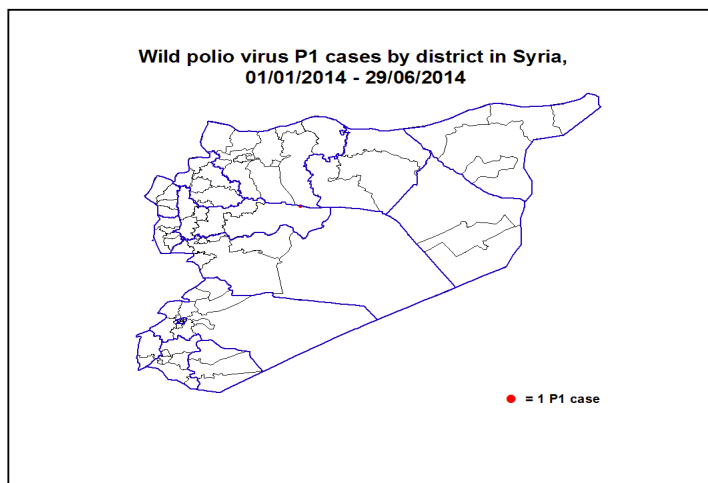 Wild polio virus P1 cases by district in Syria,
01/01/2014 - 29/06/2014
= 1 P1 case